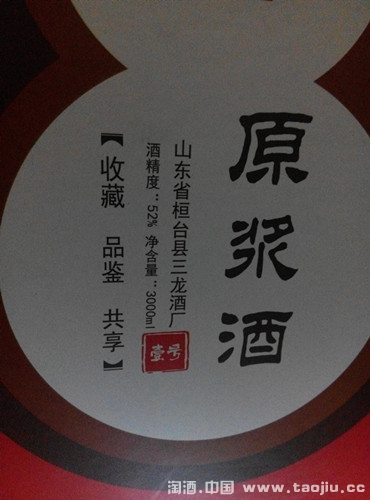 原浆酒
山东省桓台县三龙酒厂
酒精度：52% 净含量：3000ml
壹号
【收藏 品鉴 共享】
淘酒.中国 www.taojiu.cc